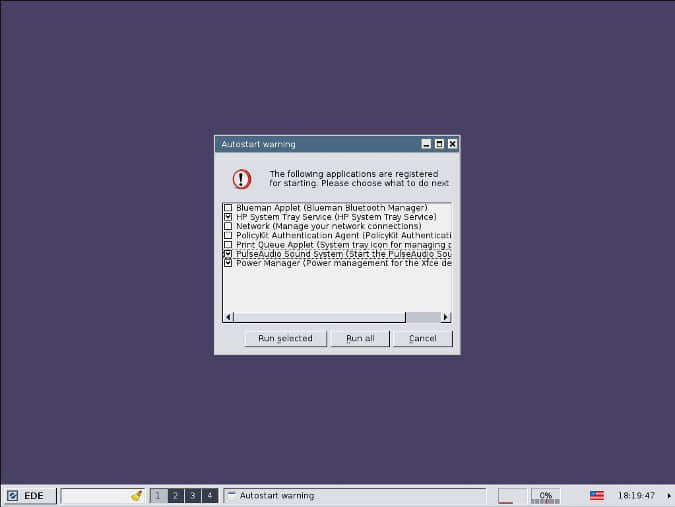 Autostart warning
The following applications are registered
for starting. Please choose what to do next
Blueman Applet (Blueman Bluetooth Manager)
HP System Tray Service (HP System Tray Service)
Network (Manage your network connections)
PolicyKit Authentication Agent (PolicyKit Authenticati
Print Queue Applet (System tray icon for managing p
PulseAudio Sound System (Start the PulseAudio Sou
Power Manager (Power management for the Xfce de
Run selected Run all Cancel
EDE 1 2 3 4 Autostart warning 0% 18:19:47